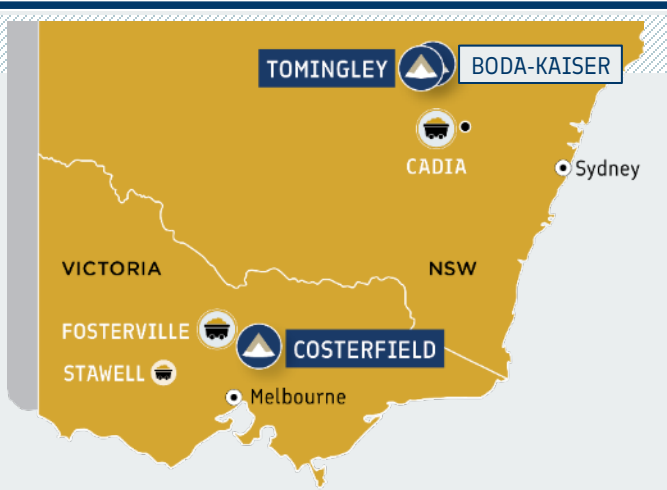 TOMINGLEY
BODA-KAISER
CADIA
Sydney
VICTORIA
NSW
FOSTERVILLE
COSTERFIELD
STAWELL
Melbourne